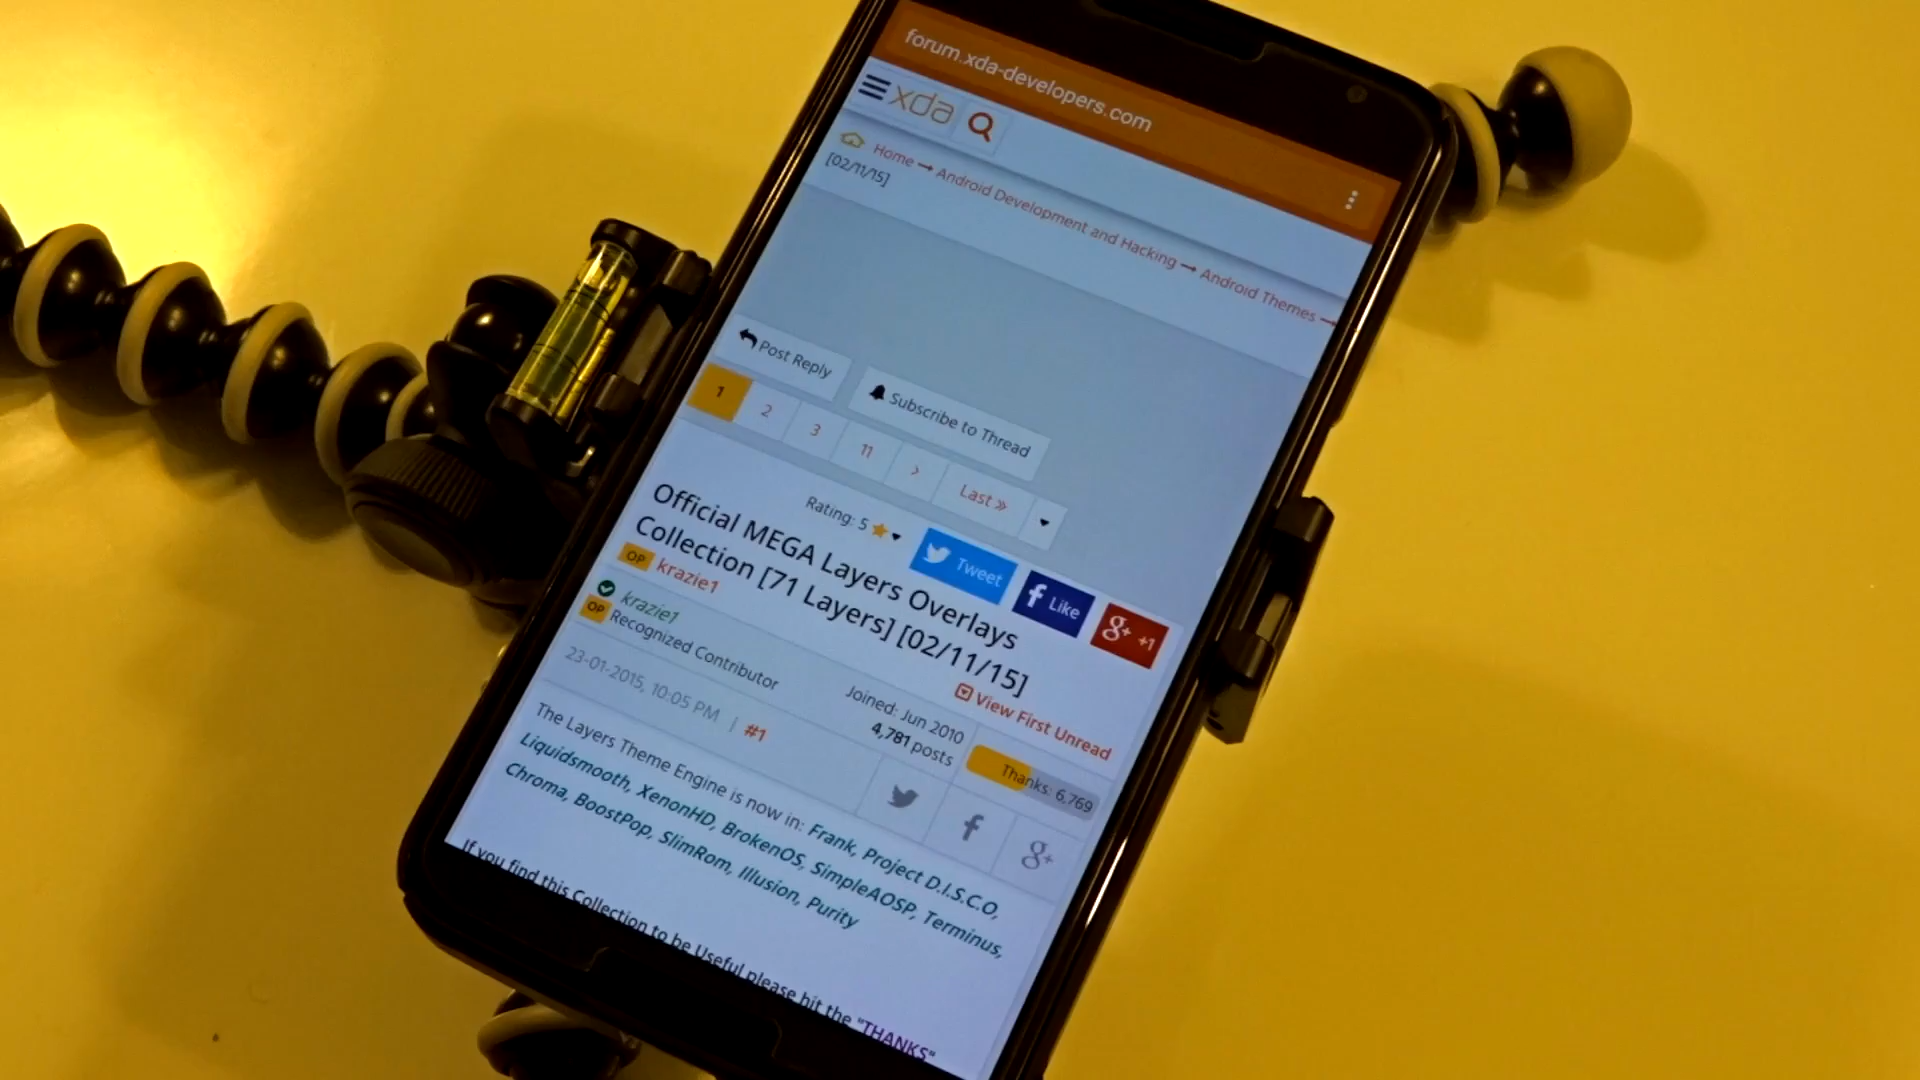 forum.xda-developers.com
xda
Home → Android Development and Hacking → Android Themes →
[02/11/15]
Post Reply
Subscribe to Thread
1 2 3 11 > Last »
Rating: 5
Tweet
Like
g+ +1
Official MEGA Layers Overlays
Collection [71 Layers] [02/11/15]
OP krazie1
View First Unread
krazie1
OP Recognized Contributor
Joined: Jun 2010
4,781 posts
Thanks: 6,769
23-01-2015, 10:05 PM | #1
f
g+
The Layers Theme Engine is now in: Frank, Project D.I.S.C.O,
Liquidsmooth, XenonHD, BrokenOS, SimpleAOSP, Terminus,
Chroma, BoostPop, SlimRom, Illusion, Purity
If you find this Collection to be Useful please hit the "THANKS"